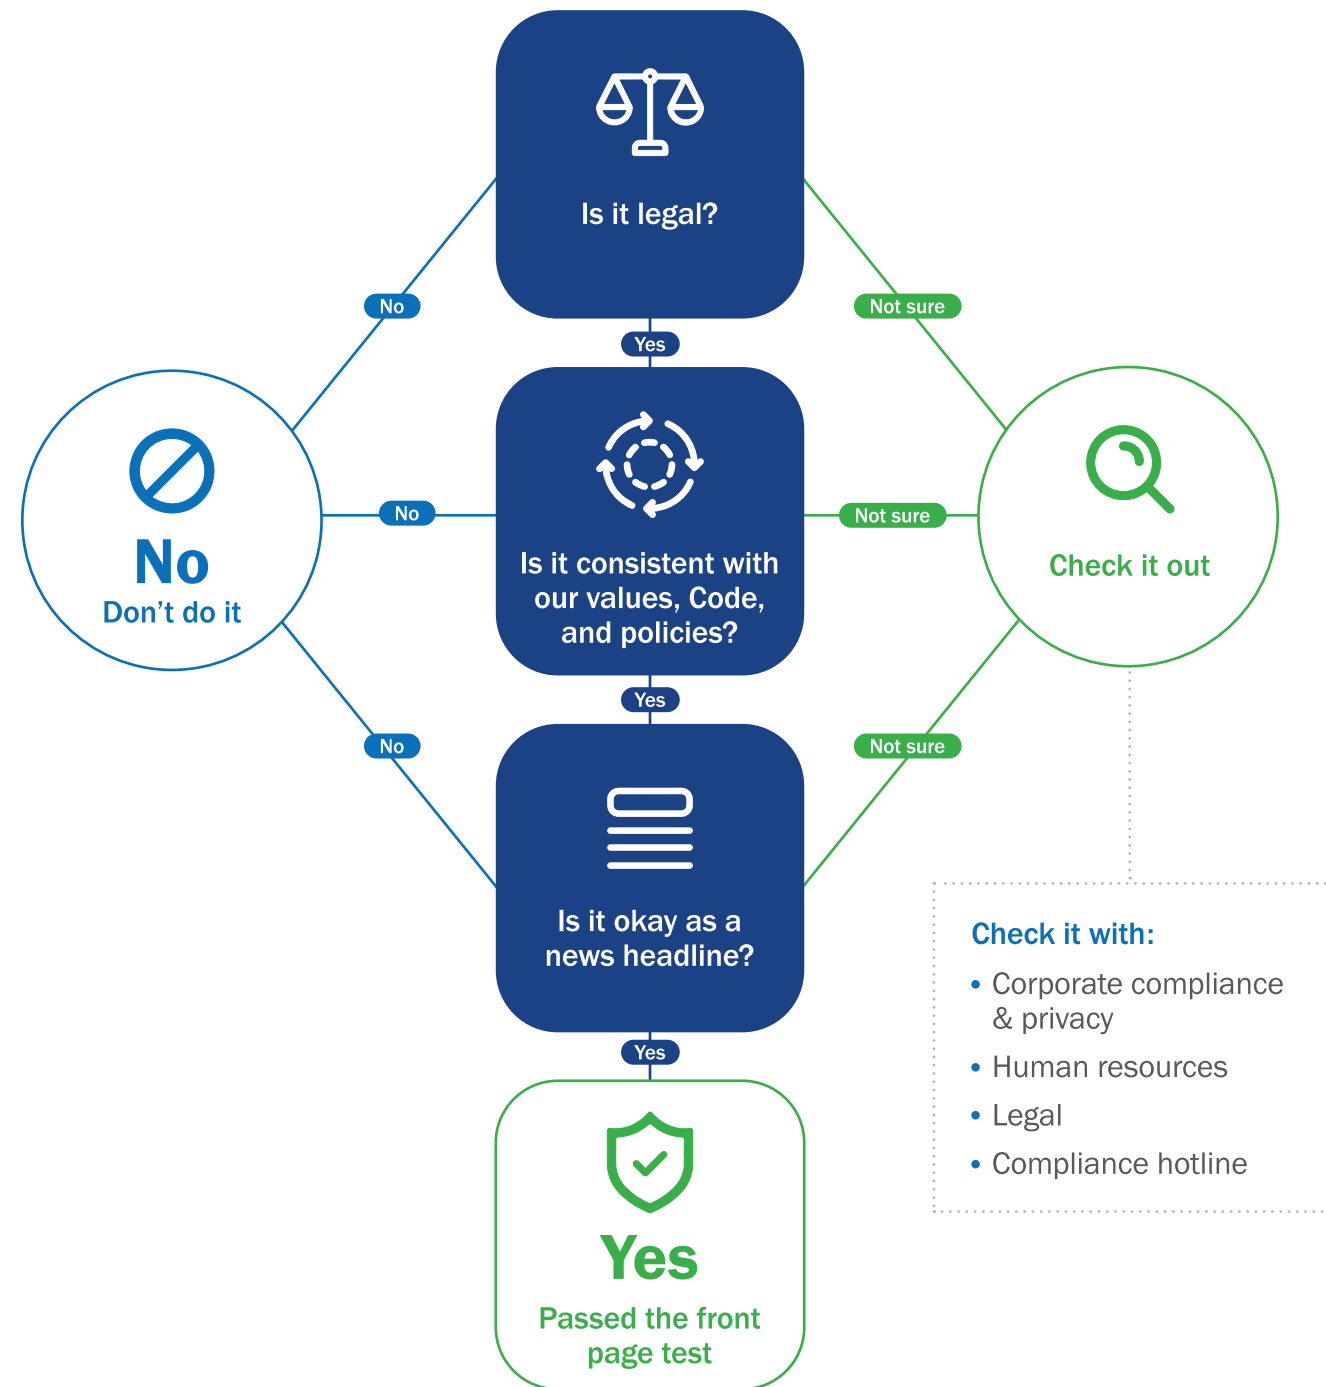 Is it legal?
No
Not sure
Yes
No
Don’t do it
No
Is it consistent with
our values, Code,
and policies?
Not sure
Check it out
Yes
No
Not sure
Is it okay as a
news headline?
Check it with:
• Corporate compliance
& privacy
• Human resources
• Legal
• Compliance hotline
Yes
Yes
Passed the front
page test